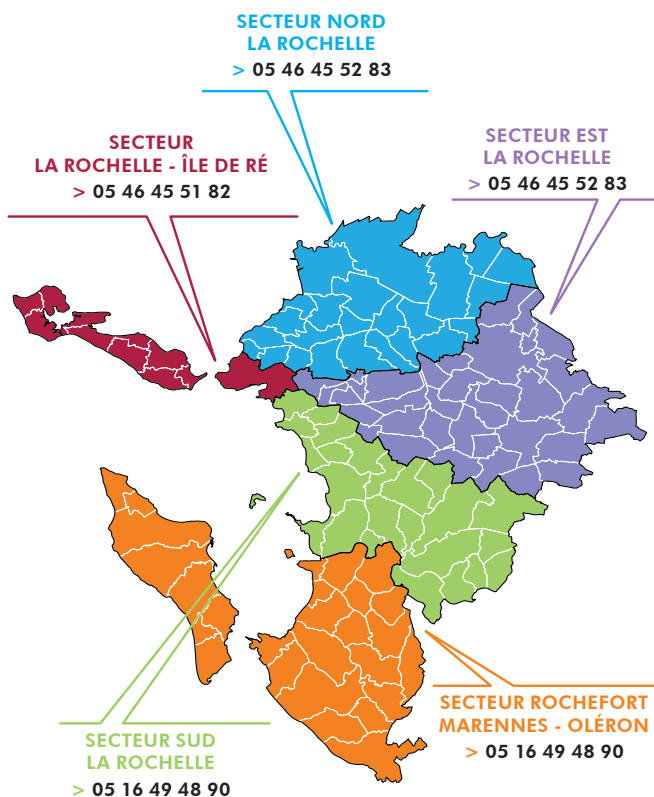 SECTEUR NORD
LA ROCHELLE
> 05 46 45 52 83
SECTEUR
LA ROCHELLE - ÎLE DE RÉ
> 05 46 45 51 82
SECTEUR EST
LA ROCHELLE
> 05 46 45 52 83
SECTEUR ROCHEFORT
MARENNES - OLÉRON
> 05 16 49 48 90
SECTEUR SUD
LA ROCHELLE
> 05 16 49 48 90